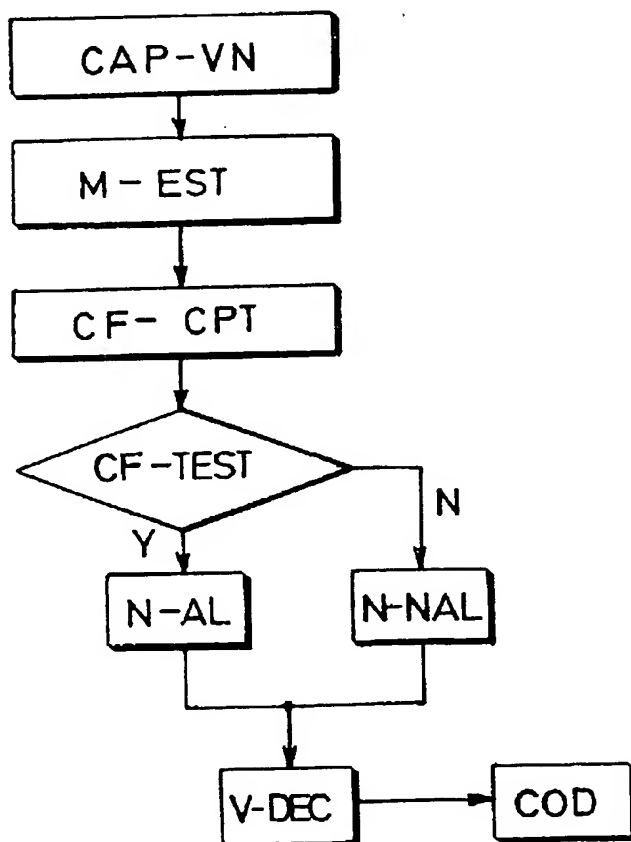 CAP-VN
M-EST
CF-CPT
CF-TEST
Y
N
N-AL
N-NAL
V-DEC
COD